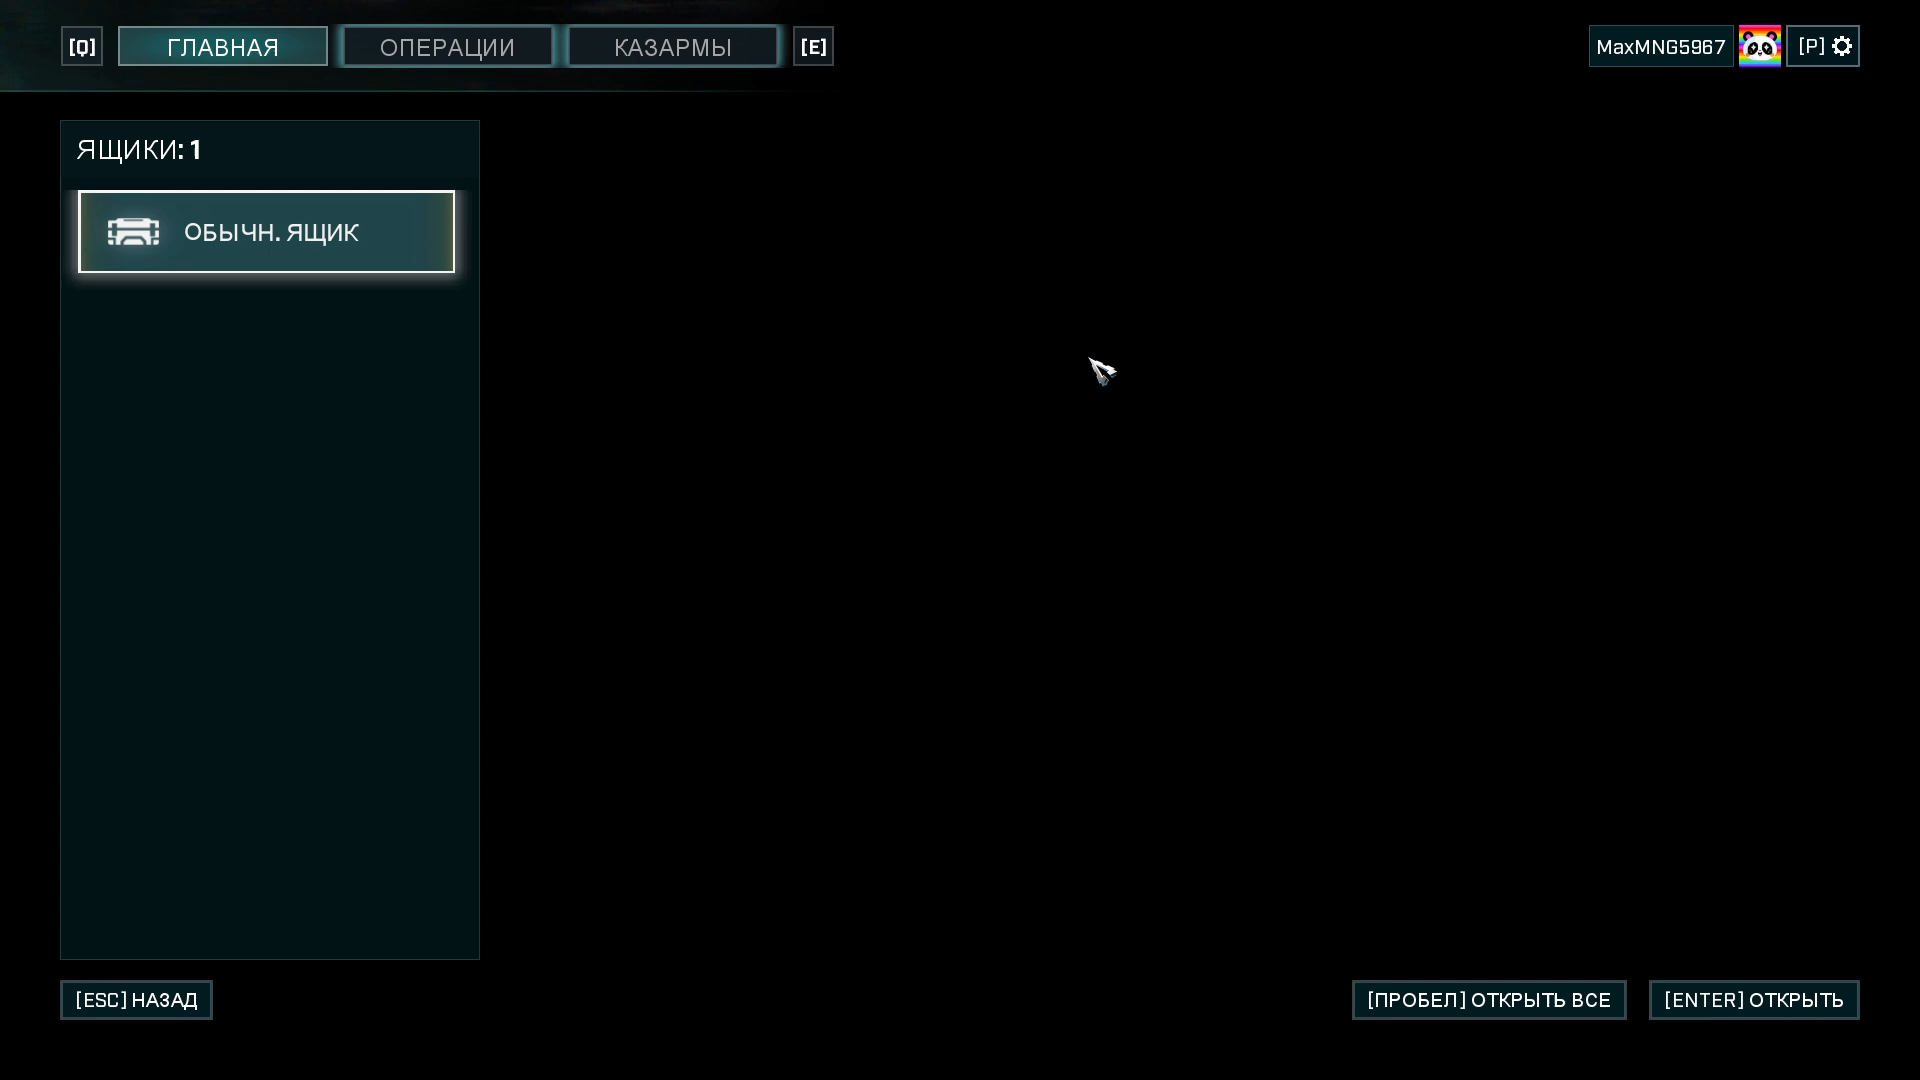 [Q] ГЛАВНАЯ ОПЕРАЦИИ КАЗАРМЫ [E] MaxMNG5967 [P]
ЯЩИКИ: 1
ОБЫЧН. ЯЩИК
[ESC] НАЗАД [ПРОБЕЛ] ОТКРЫТЬ ВСЕ [ENTER] ОТКРЫТЬ